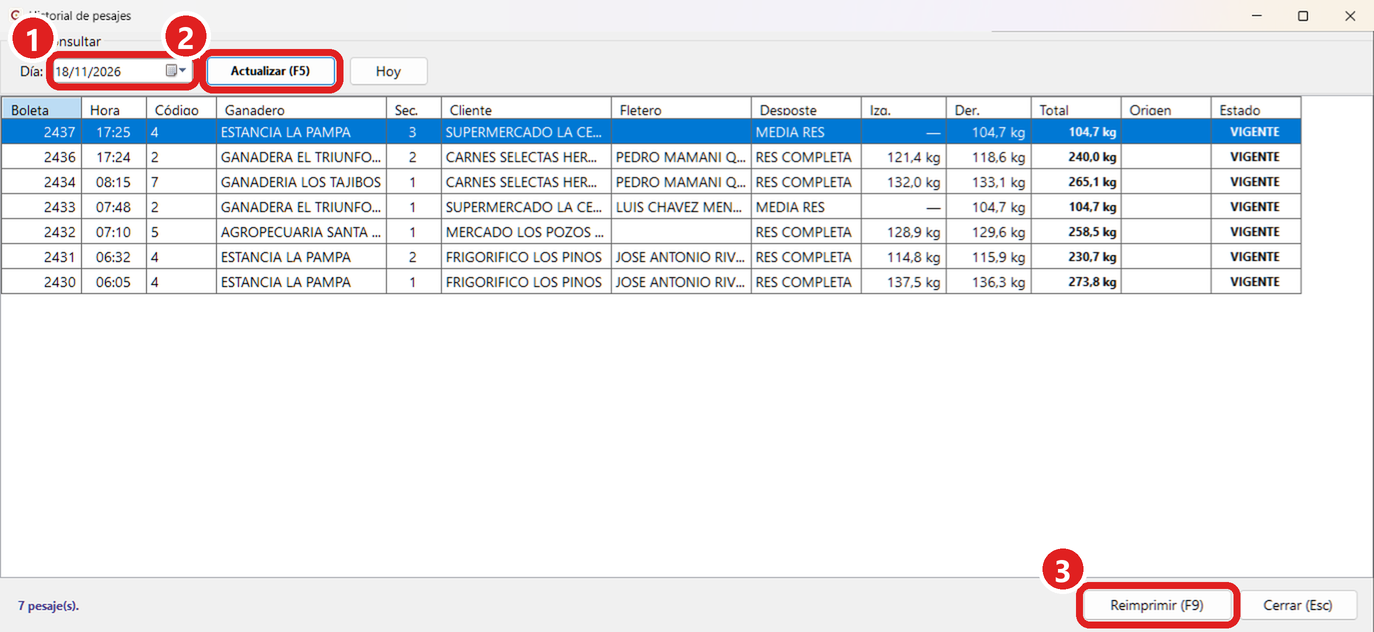 Historial de pesajes
1
2
Consultar
Día: 18/11/2026 Actualizar (F5) Hoy
Boleta Hora Código Ganadero Sec. Cliente Fletero Desposte Izq. Der. Total Origen Estado
2437 17:25 4 ESTANCIA LA PAMPA 3 SUPERMERCADO LA CE... MEDIA RES — 104,7 kg 104,7 kg VIGENTE
2436 17:24 2 GANADERA EL TRIUNFO... 2 CARNES SELECTAS HER... PEDRO MAMANI Q... RES COMPLETA 121,4 kg 118,6 kg 240,0 kg VIGENTE
2434 08:15 7 GANADERIA LOS TAJIBOS 1 CARNES SELECTAS HER... PEDRO MAMANI Q... RES COMPLETA 132,0 kg 133,1 kg 265,1 kg VIGENTE
2433 07:48 2 GANADERA EL TRIUNFO... 1 SUPERMERCADO LA CE... LUIS CHAVEZ MEN... MEDIA RES — 104,7 kg 104,7 kg VIGENTE
2432 07:10 5 AGROPECUARIA SANTA ... 1 MERCADO LOS POZOS ... RES COMPLETA 128,9 kg 129,6 kg 258,5 kg VIGENTE
2431 06:32 4 ESTANCIA LA PAMPA 2 FRIGORIFICO LOS PINOS JOSE ANTONIO RIV... RES COMPLETA 114,8 kg 115,9 kg 230,7 kg VIGENTE
2430 06:05 4 ESTANCIA LA PAMPA 1 FRIGORIFICO LOS PINOS JOSE ANTONIO RIV... RES COMPLETA 137,5 kg 136,3 kg 273,8 kg VIGENTE
3
7 pesaje(s). Reimprimir (F9) Cerrar (Esc)